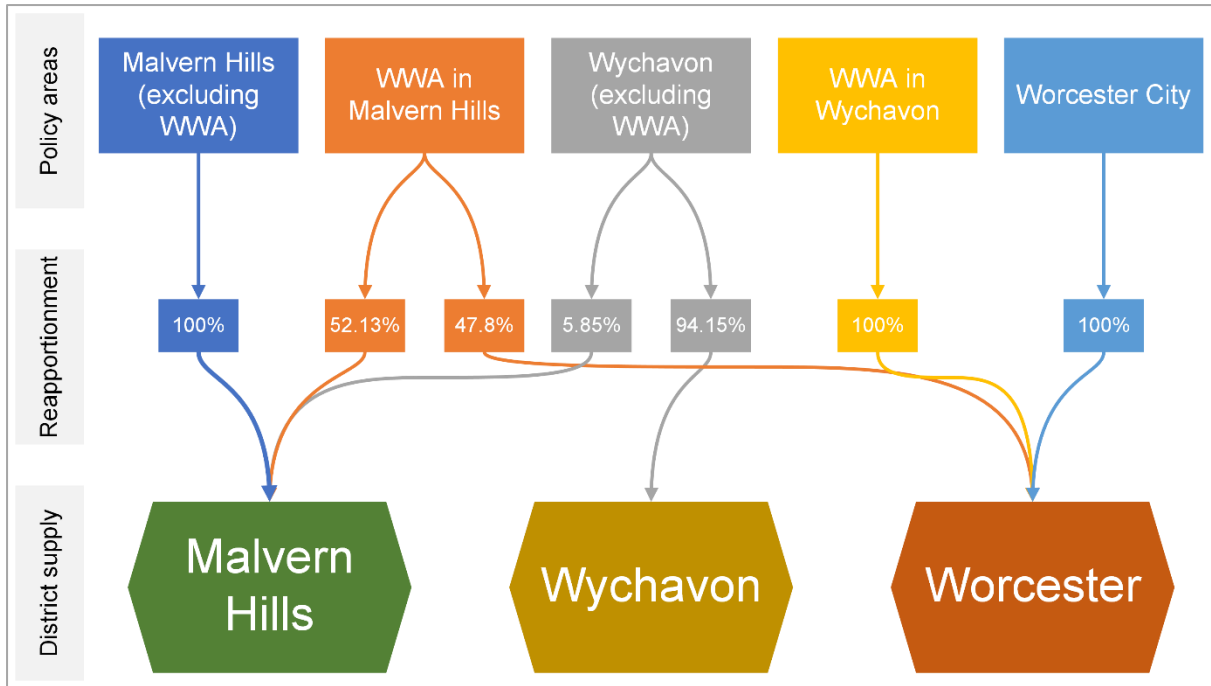 Policy areas
Malvern Hills
(excluding
WWA)
WWA in
Malvern Hills
Wychavon
(excluding
WWA)
WWA in
Wychavon
Worcester City
Reapportionment
100%
52.13%
47.8%
5.85%
94.15%
100%
100%
District supply
Malvern
Hills
Wychavon
Worcester